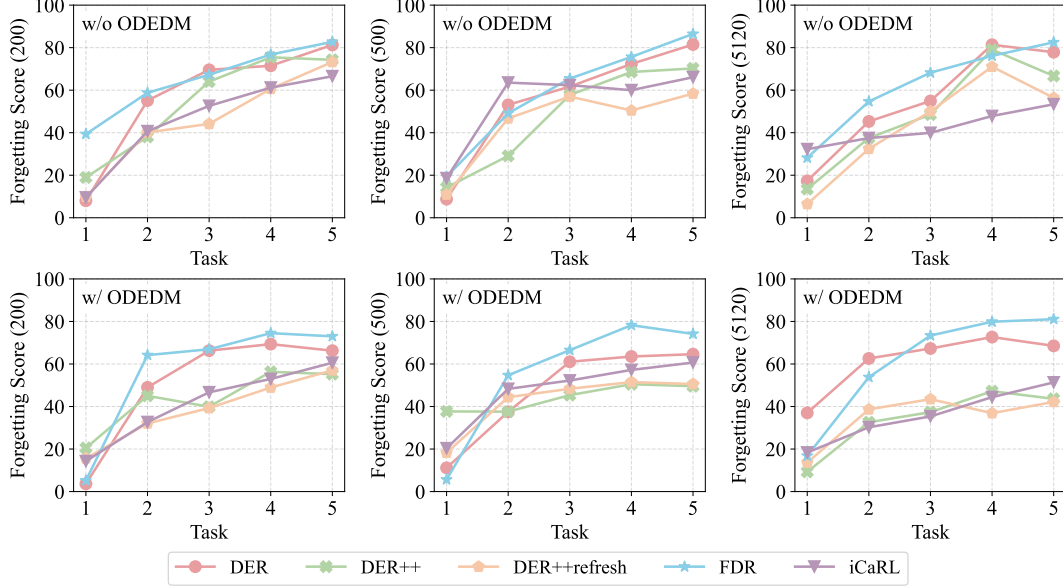 w/o ODEDM
Forgetting Score (200)
100
80
60
40
20
0
1 2 3 4 5
Task
w/o ODEDM
Forgetting Score (500)
100
80
60
40
20
0
1 2 3 4 5
Task
w/o ODEDM
Forgetting Score (5120)
100
80
60
40
20
0
1 2 3 4 5
Task
w/ ODEDM
Forgetting Score (200)
100
80
60
40
20
0
1 2 3 4 5
Task
w/ ODEDM
Forgetting Score (500)
100
80
60
40
20
0
1 2 3 4 5
Task
w/ ODEDM
Forgetting Score (5120)
100
80
60
40
20
0
1 2 3 4 5
Task
DER DER++ DER++refresh FDR iCaRL